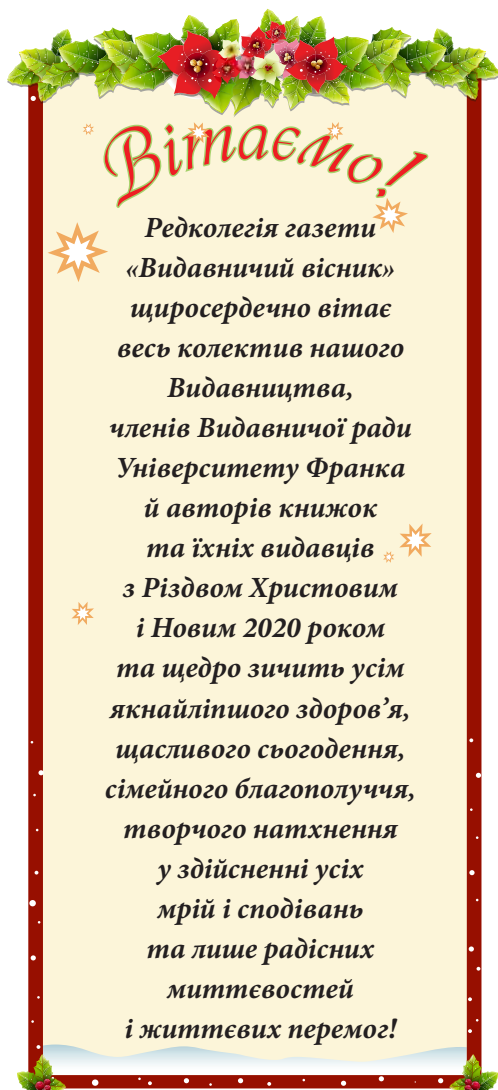 Вітаємо!
Редколегія газети
«Видавничий вісник»
щиросердечно вітає
весь колектив нашого
Видавництва,
членів Видавничої ради
Університету Франка
й авторів книжок
та їхніх видавців
з Різдвом Христовим
і Новим 2020 роком
та щедро зичить усім
якнайліпшого здоров’я,
щасливого сьогодення,
сімейного благополуччя,
творчого натхнення
у здійсненні усіх
мрій і сподівань
та лише радісних
миттєвостей
і життєвих перемог!